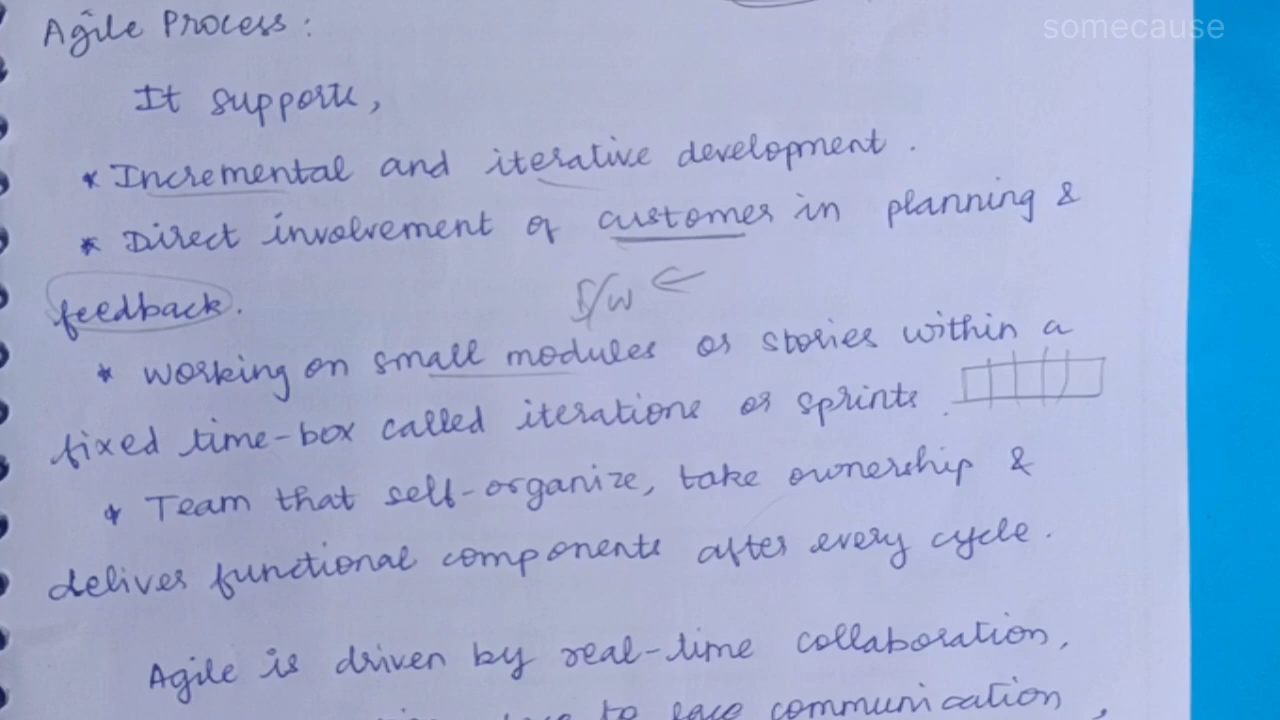 somecause
Agile Process :
It supports,
* Incremental and iterative development .
* Direct involvement of customer in planning &
feedback.
S/W ←
* working on small modules or stories within a
fixed time-box called iterations or sprints .
* Team that self-organize, take ownership &
deliver functional components after every cycle .
Agile is driven by real-time collaboration,
to face communication ,